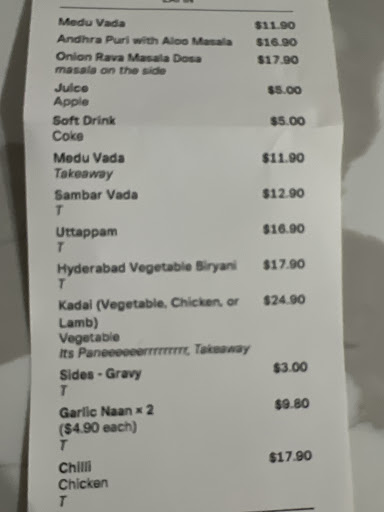 Medu Vada $11.90
Andhra Puri with Aloo Masala $16.90
Onion Rava Masala Dosa $17.90
masala on the side
Juice $5.00
Apple
Soft Drink $5.00
Coke
Medu Vada $11.90
Takeaway
Sambar Vada $12.90
T
Uttappam $16.90
T
Hyderabad Vegetable Biryani $17.90
T
Kadai (Vegetable, Chicken, or $24.90
Lamb)
Vegetable
Its Paneeeeeerrrrrrrrr, Takeaway
Sides - Gravy $3.00
T
Garlic Naan × 2 $9.80
($4.90 each)
T
Chilli $17.90
Chicken
T